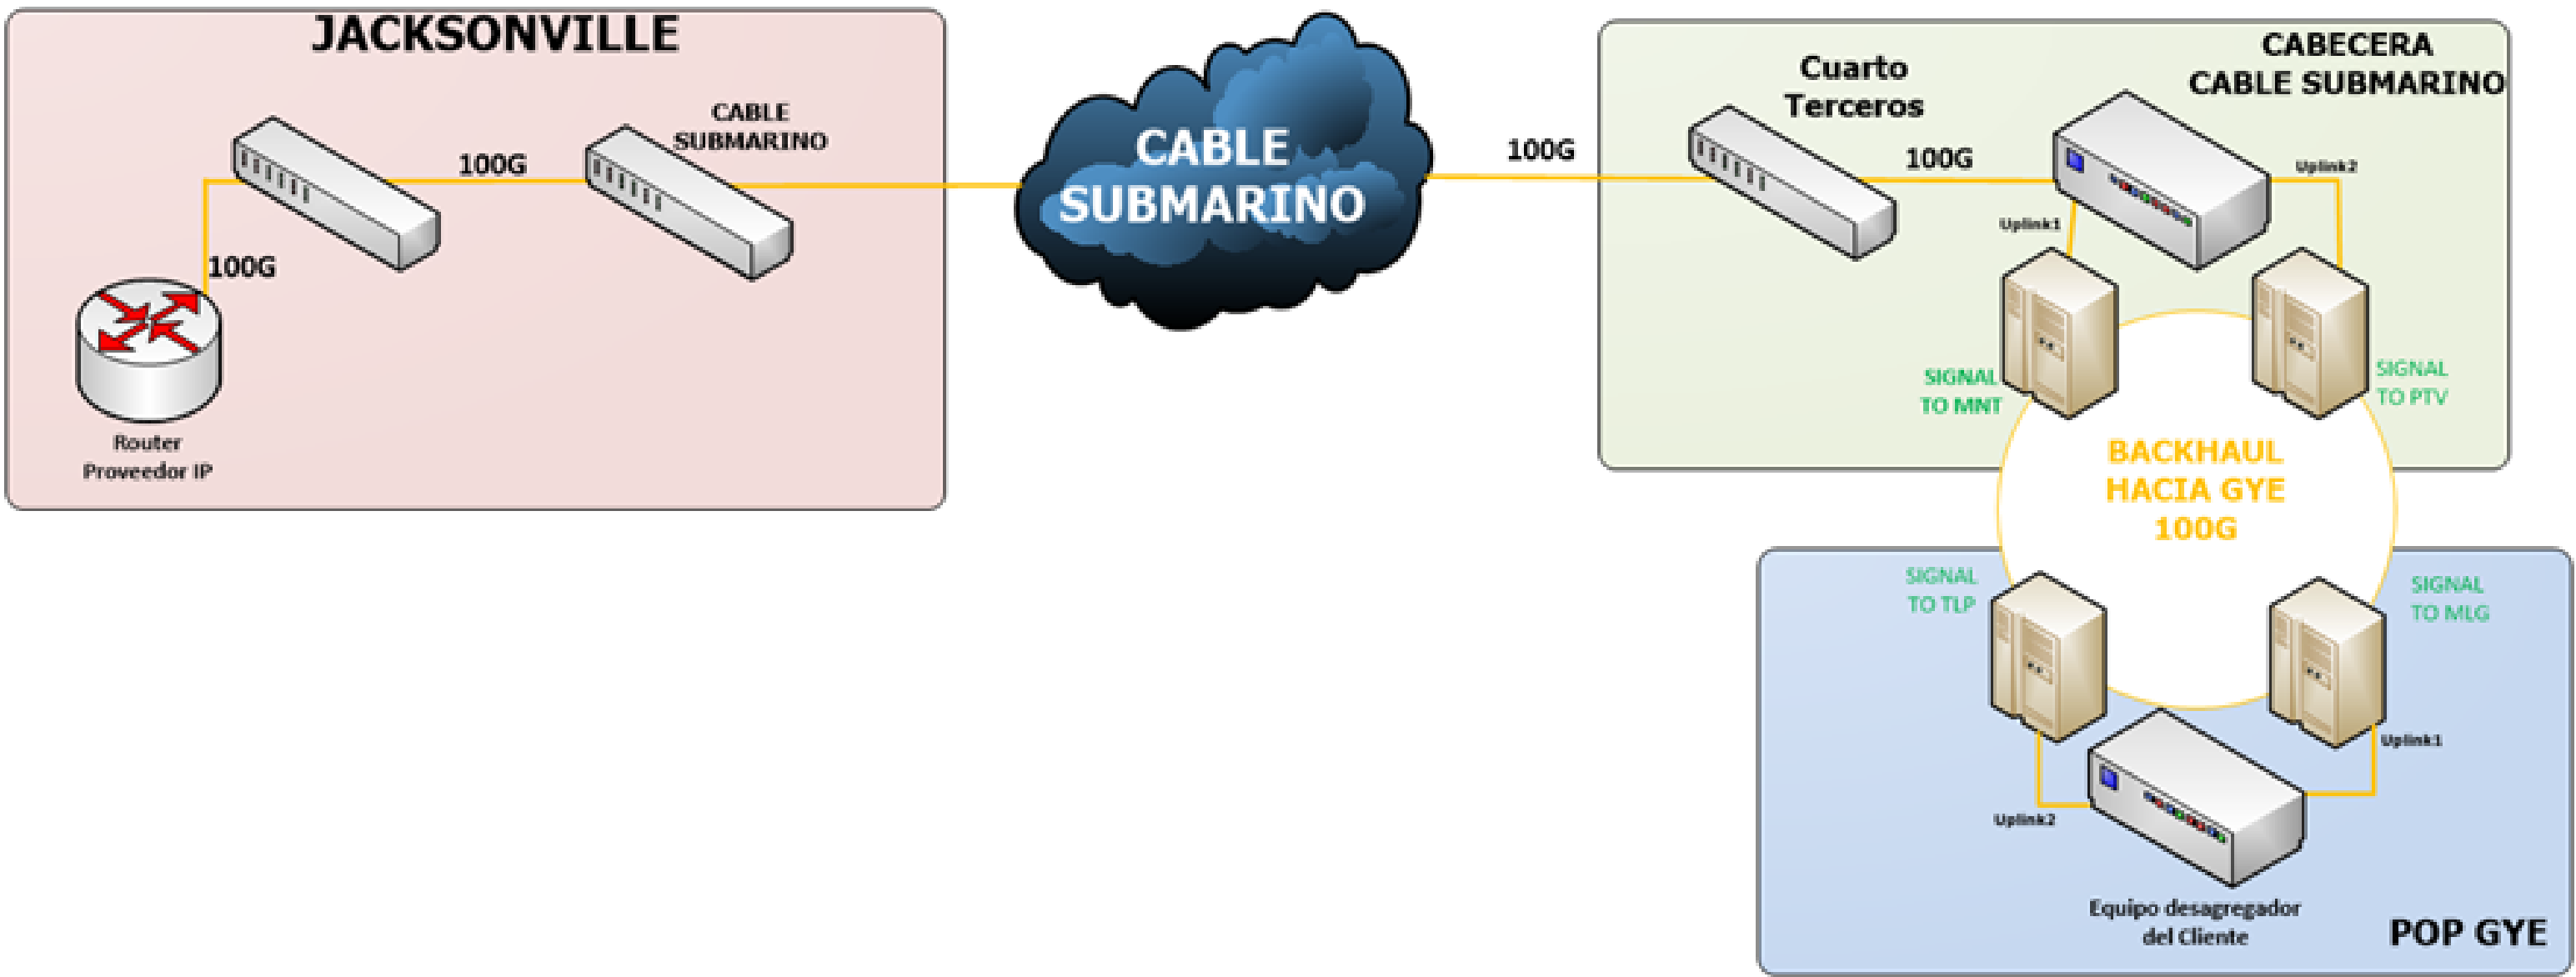 JACKSONVILLE
CABLE
SUBMARINO
100G
100G
Router
Proveedor IP
CABLE
SUBMARINO
100G
CABECERA
CABLE SUBMARINO
Cuarto
Terceros
100G
Uplink2
Uplink1
SIGNAL
TO MNT
SIGNAL
TO PTV
BACKHAUL
HACIA GYE
100G
SIGNAL
TO TLP
SIGNAL
TO MLG
Uplink1
Uplink2
Equipo desagregador
del Cliente
POP GYE